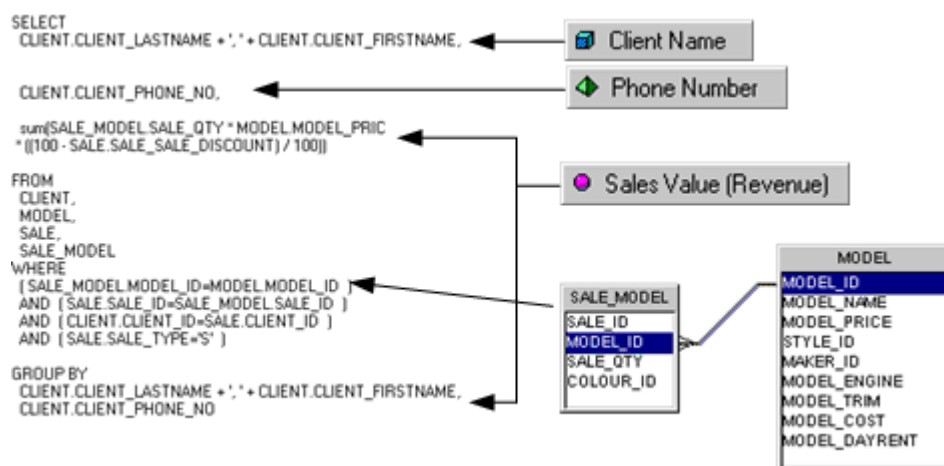 SELECT
CLIENT.CLIENT_LASTNAME + ', ' + CLIENT.CLIENT_FIRSTNAME,
CLIENT.CLIENT_PHONE_NO,
sum(SALE_MODEL.SALE_QTY * MODEL.MODEL_PRIC
* ((100 - SALE.SALE_SALE_DISCOUNT) / 100))
FROM
CLIENT,
MODEL,
SALE,
SALE_MODEL
WHERE
( SALE_MODEL.MODEL_ID=MODEL.MODEL_ID )
AND ( SALE.SALE_ID=SALE_MODEL.SALE_ID )
AND ( CLIENT.CLIENT_ID=SALE.CLIENT_ID )
AND ( SALE.SALE_TYPE='S' )
GROUP BY
CLIENT.CLIENT_LASTNAME + ', ' + CLIENT.CLIENT_FIRSTNAME,
CLIENT.CLIENT_PHONE_NO
Client Name
Phone Number
Sales Value (Revenue)
SALE_MODEL
SALE_ID
MODEL_ID
SALE_QTY
COLOUR_ID
MODEL
MODEL_ID
MODEL_NAME
MODEL_PRICE
STYLE_ID
MAKER_ID
MODEL_ENGINE
MODEL_TRIM
MODEL_COST
MODEL_DAYRENT